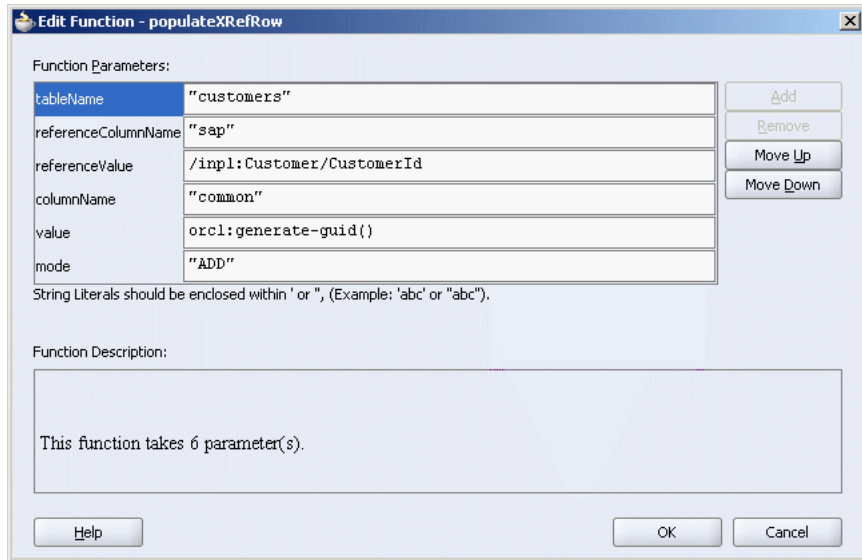 Edit Function - populateXRefRow
Function Parameters:
tableName "customers"
referenceColumnName "sap"
referenceValue /inp1:Customer/CustomerId
columnName "common"
value orcl:generate-guid()
mode "ADD"
Add
Remove
Move Up
Move Down
String Literals should be enclosed within ' or ", (Example: 'abc' or "abc").
Function Description:
This function takes 6 parameter(s).
Help
OK
Cancel